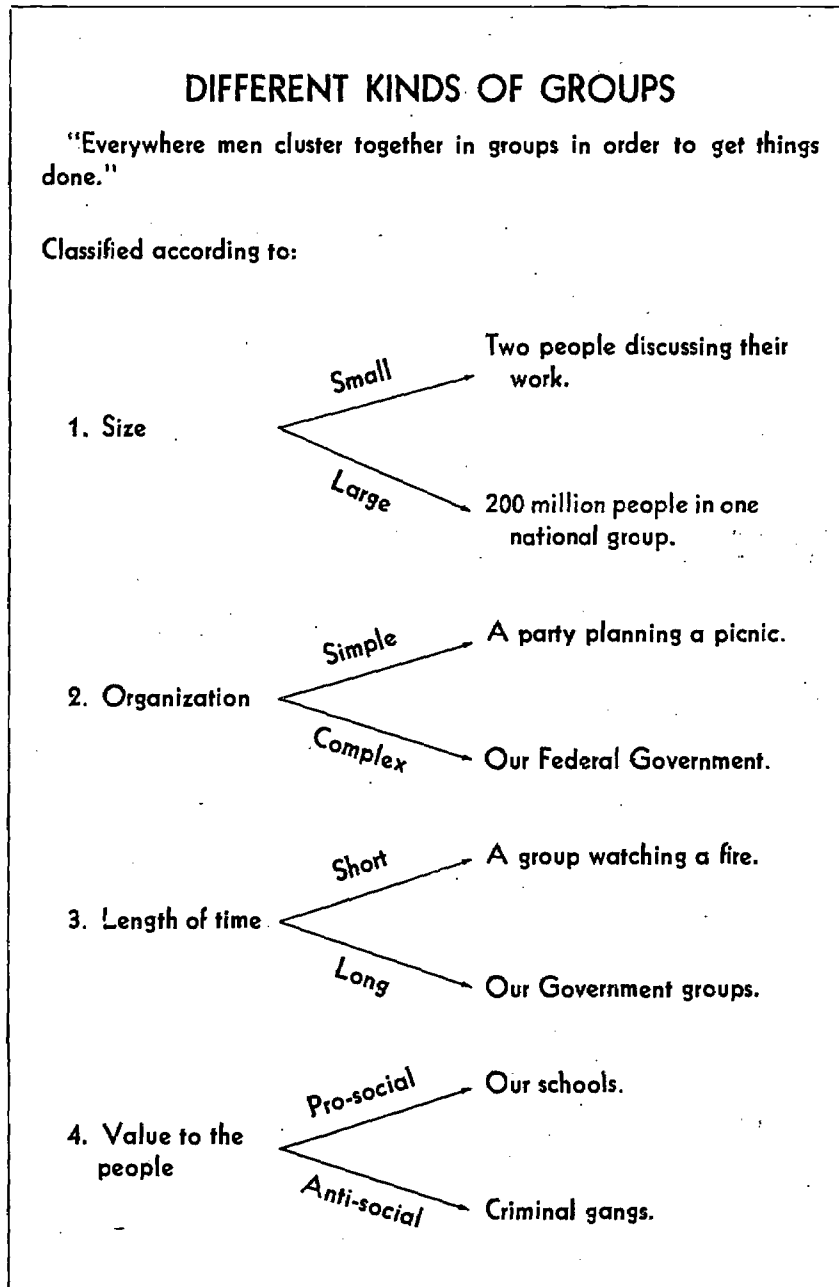 DIFFERENT KINDS OF GROUPS
"Everywhere men cluster together in groups in order to get things
done."
Classified according to:
Small
Two people discussing their
work.
1. Size
Large
200 million people in one
national group.
Simple
A party planning a picnic.
2. Organization
Complex
Our Federal Government.
Short
A group watching a fire.
3. Length of time
Long
Our Government groups.
Pro-social
Our schools.
4. Value to the
people
Anti-social
Criminal gangs.